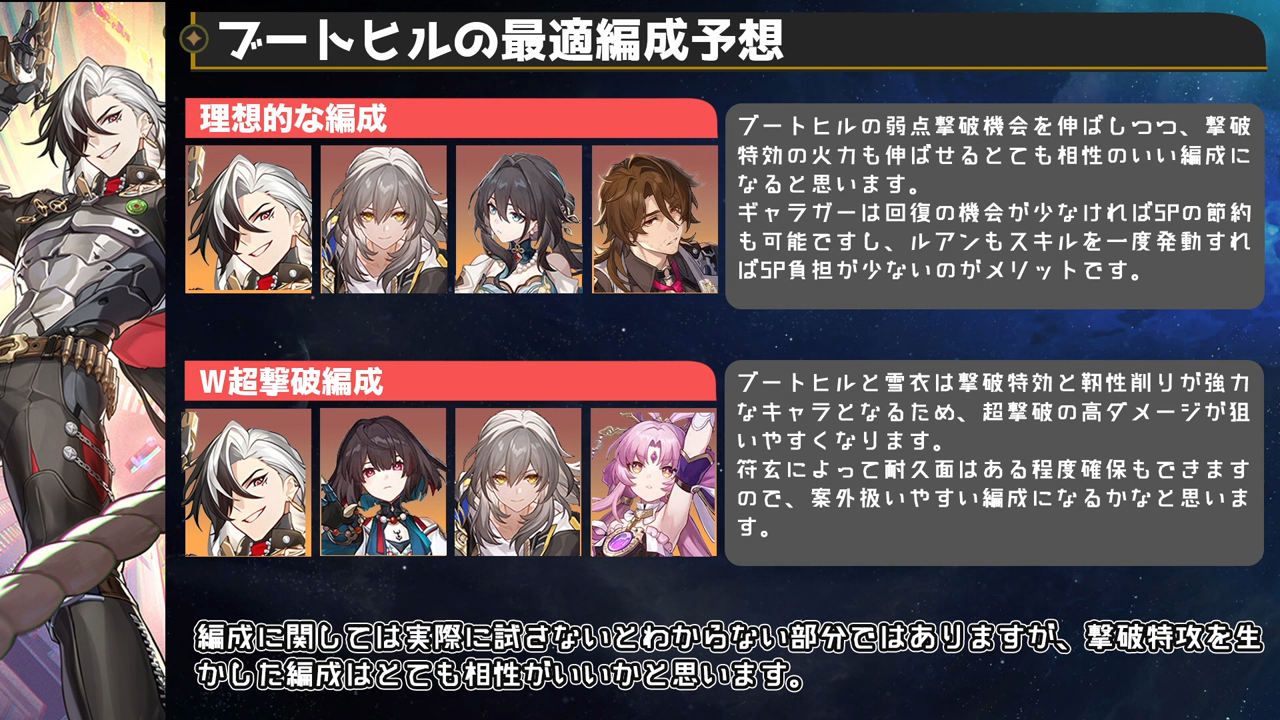 ブートヒルの最適編成予想
理想的な編成
ブートヒルの弱点撃破機会を伸ばしつつ、撃破
特効の火力も伸ばせるとても相性のいい編成に
なると思います。
ギャラガーは回復の機会が少なければSPの節約
も可能ですし、ルアンもスキルを一度発動すれ
ばSP負担が少ないのがメリットです。
W超撃破編成
ブートヒルと雪衣は撃破特効と靭性削りが強力
なキャラとなるため、超撃破の高ダメージが狙
いやすくなります。
符玄によって耐久面はある程度確保もできます
ので、案外扱いやすい編成になるかなと思いま
す。
編成に関しては実際に試さないとわからない部分ではありますが、撃破特攻を生
かした編成はとても相性がいいかと思います。